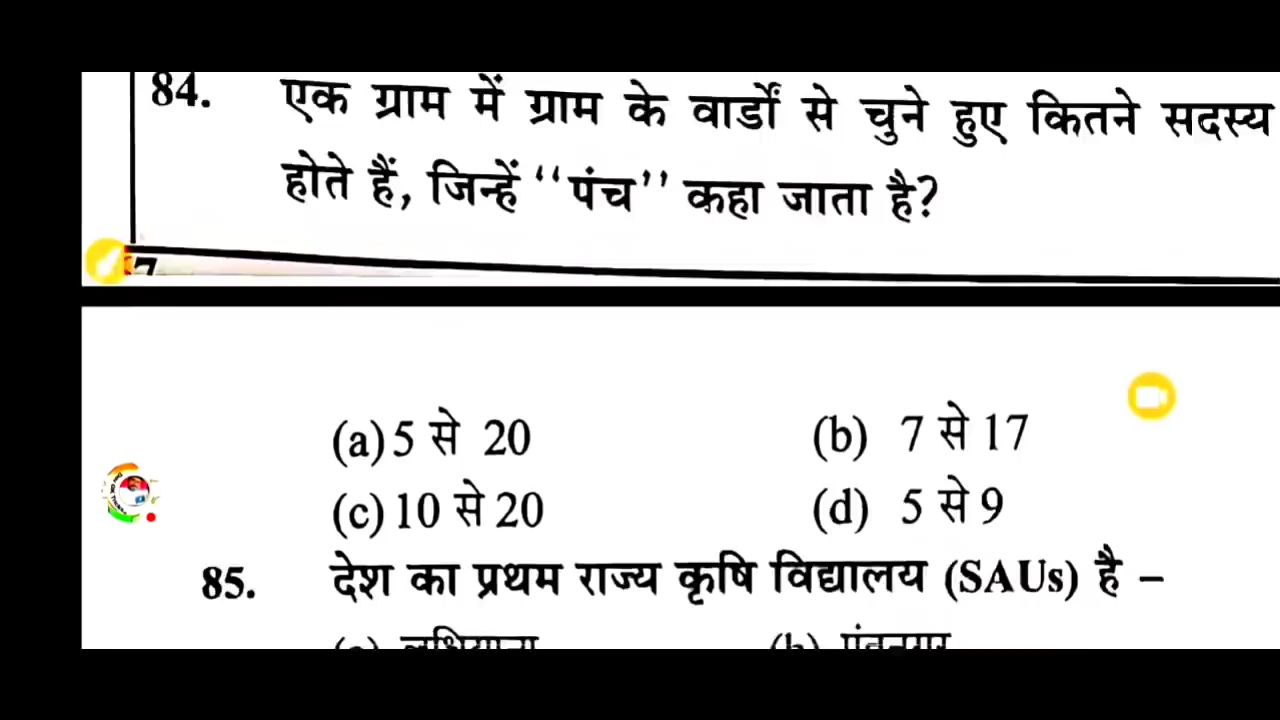 84. एक ग्राम में ग्राम के वार्डों से चुने हुए कितने सदस्य
होते हैं, जिन्हें ‘‘पंच’’ कहा जाता है?
(a) 5 से 20 (b) 7 से 17
(c) 10 से 20 (d) 5 से 9
85. देश का प्रथम राज्य कृषि विद्यालय (SAUs) है –